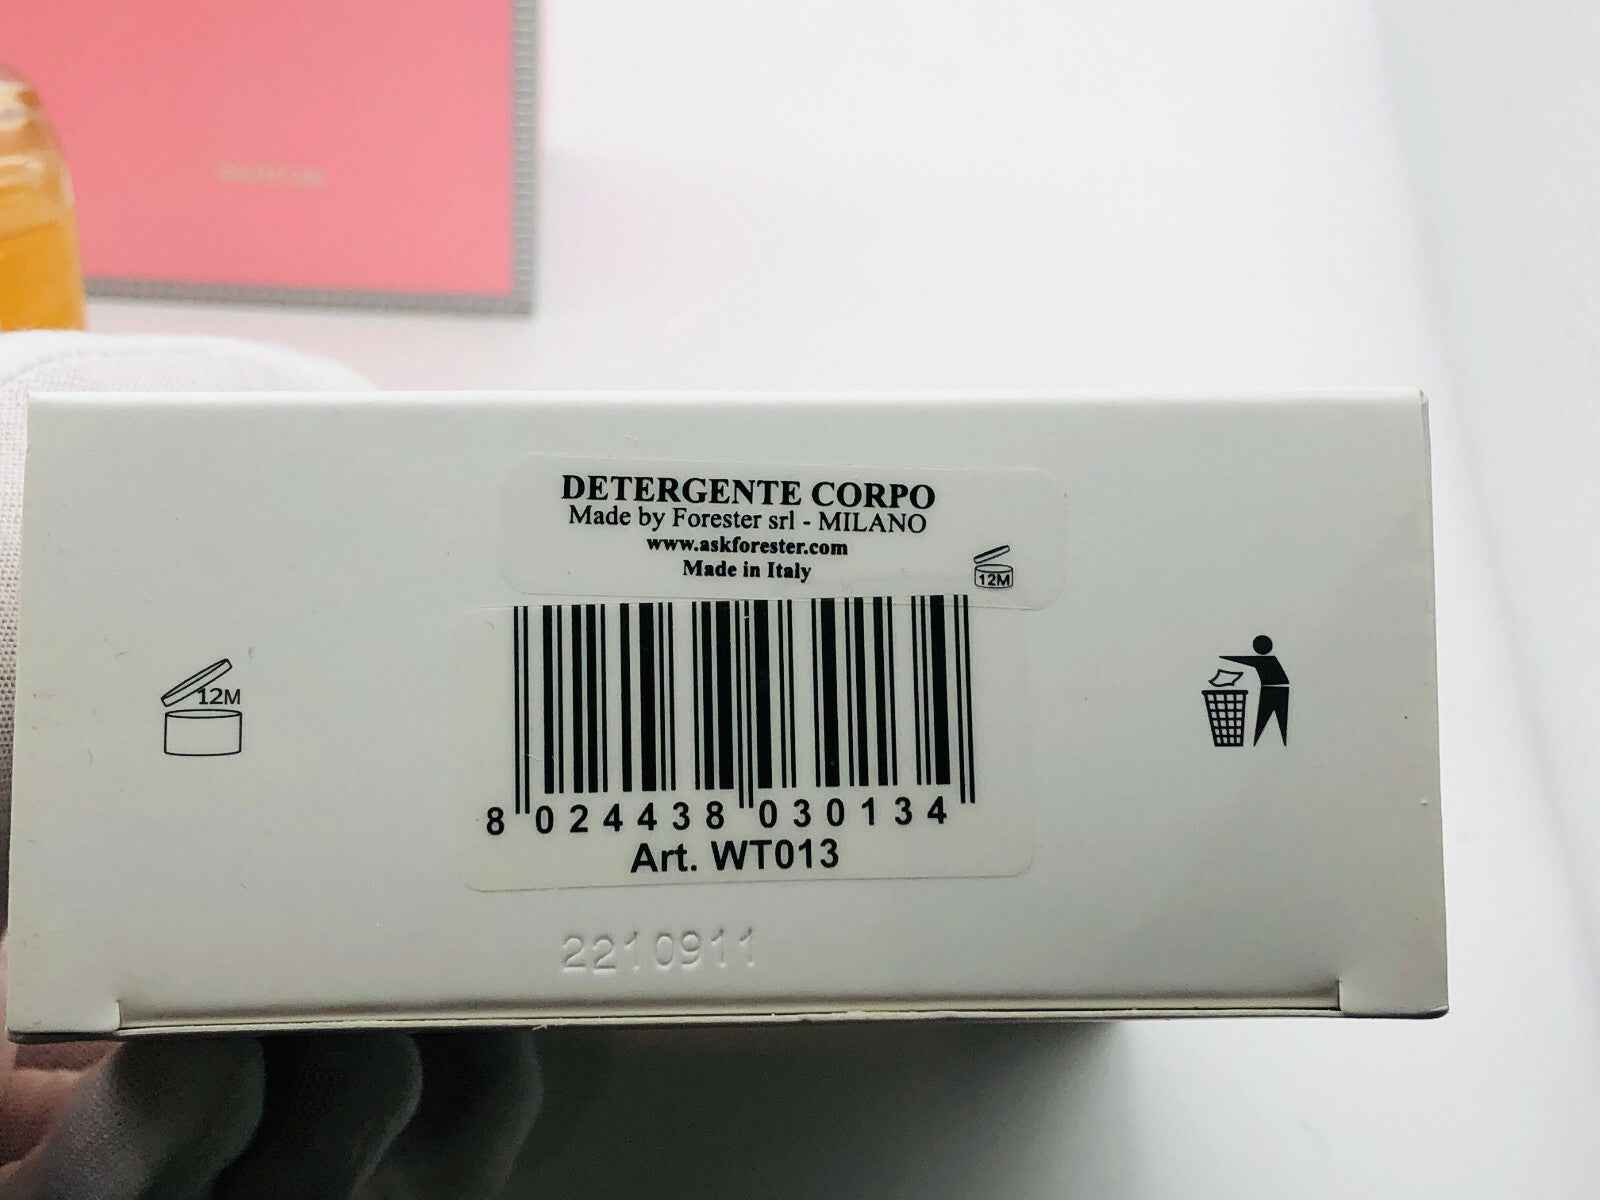 DETERGENTE CORPO
Made by Forester srl - MILANO
www.askforester.com
Made in Italy
12M
12M
8 024438 030134
Art. WT013
2210911